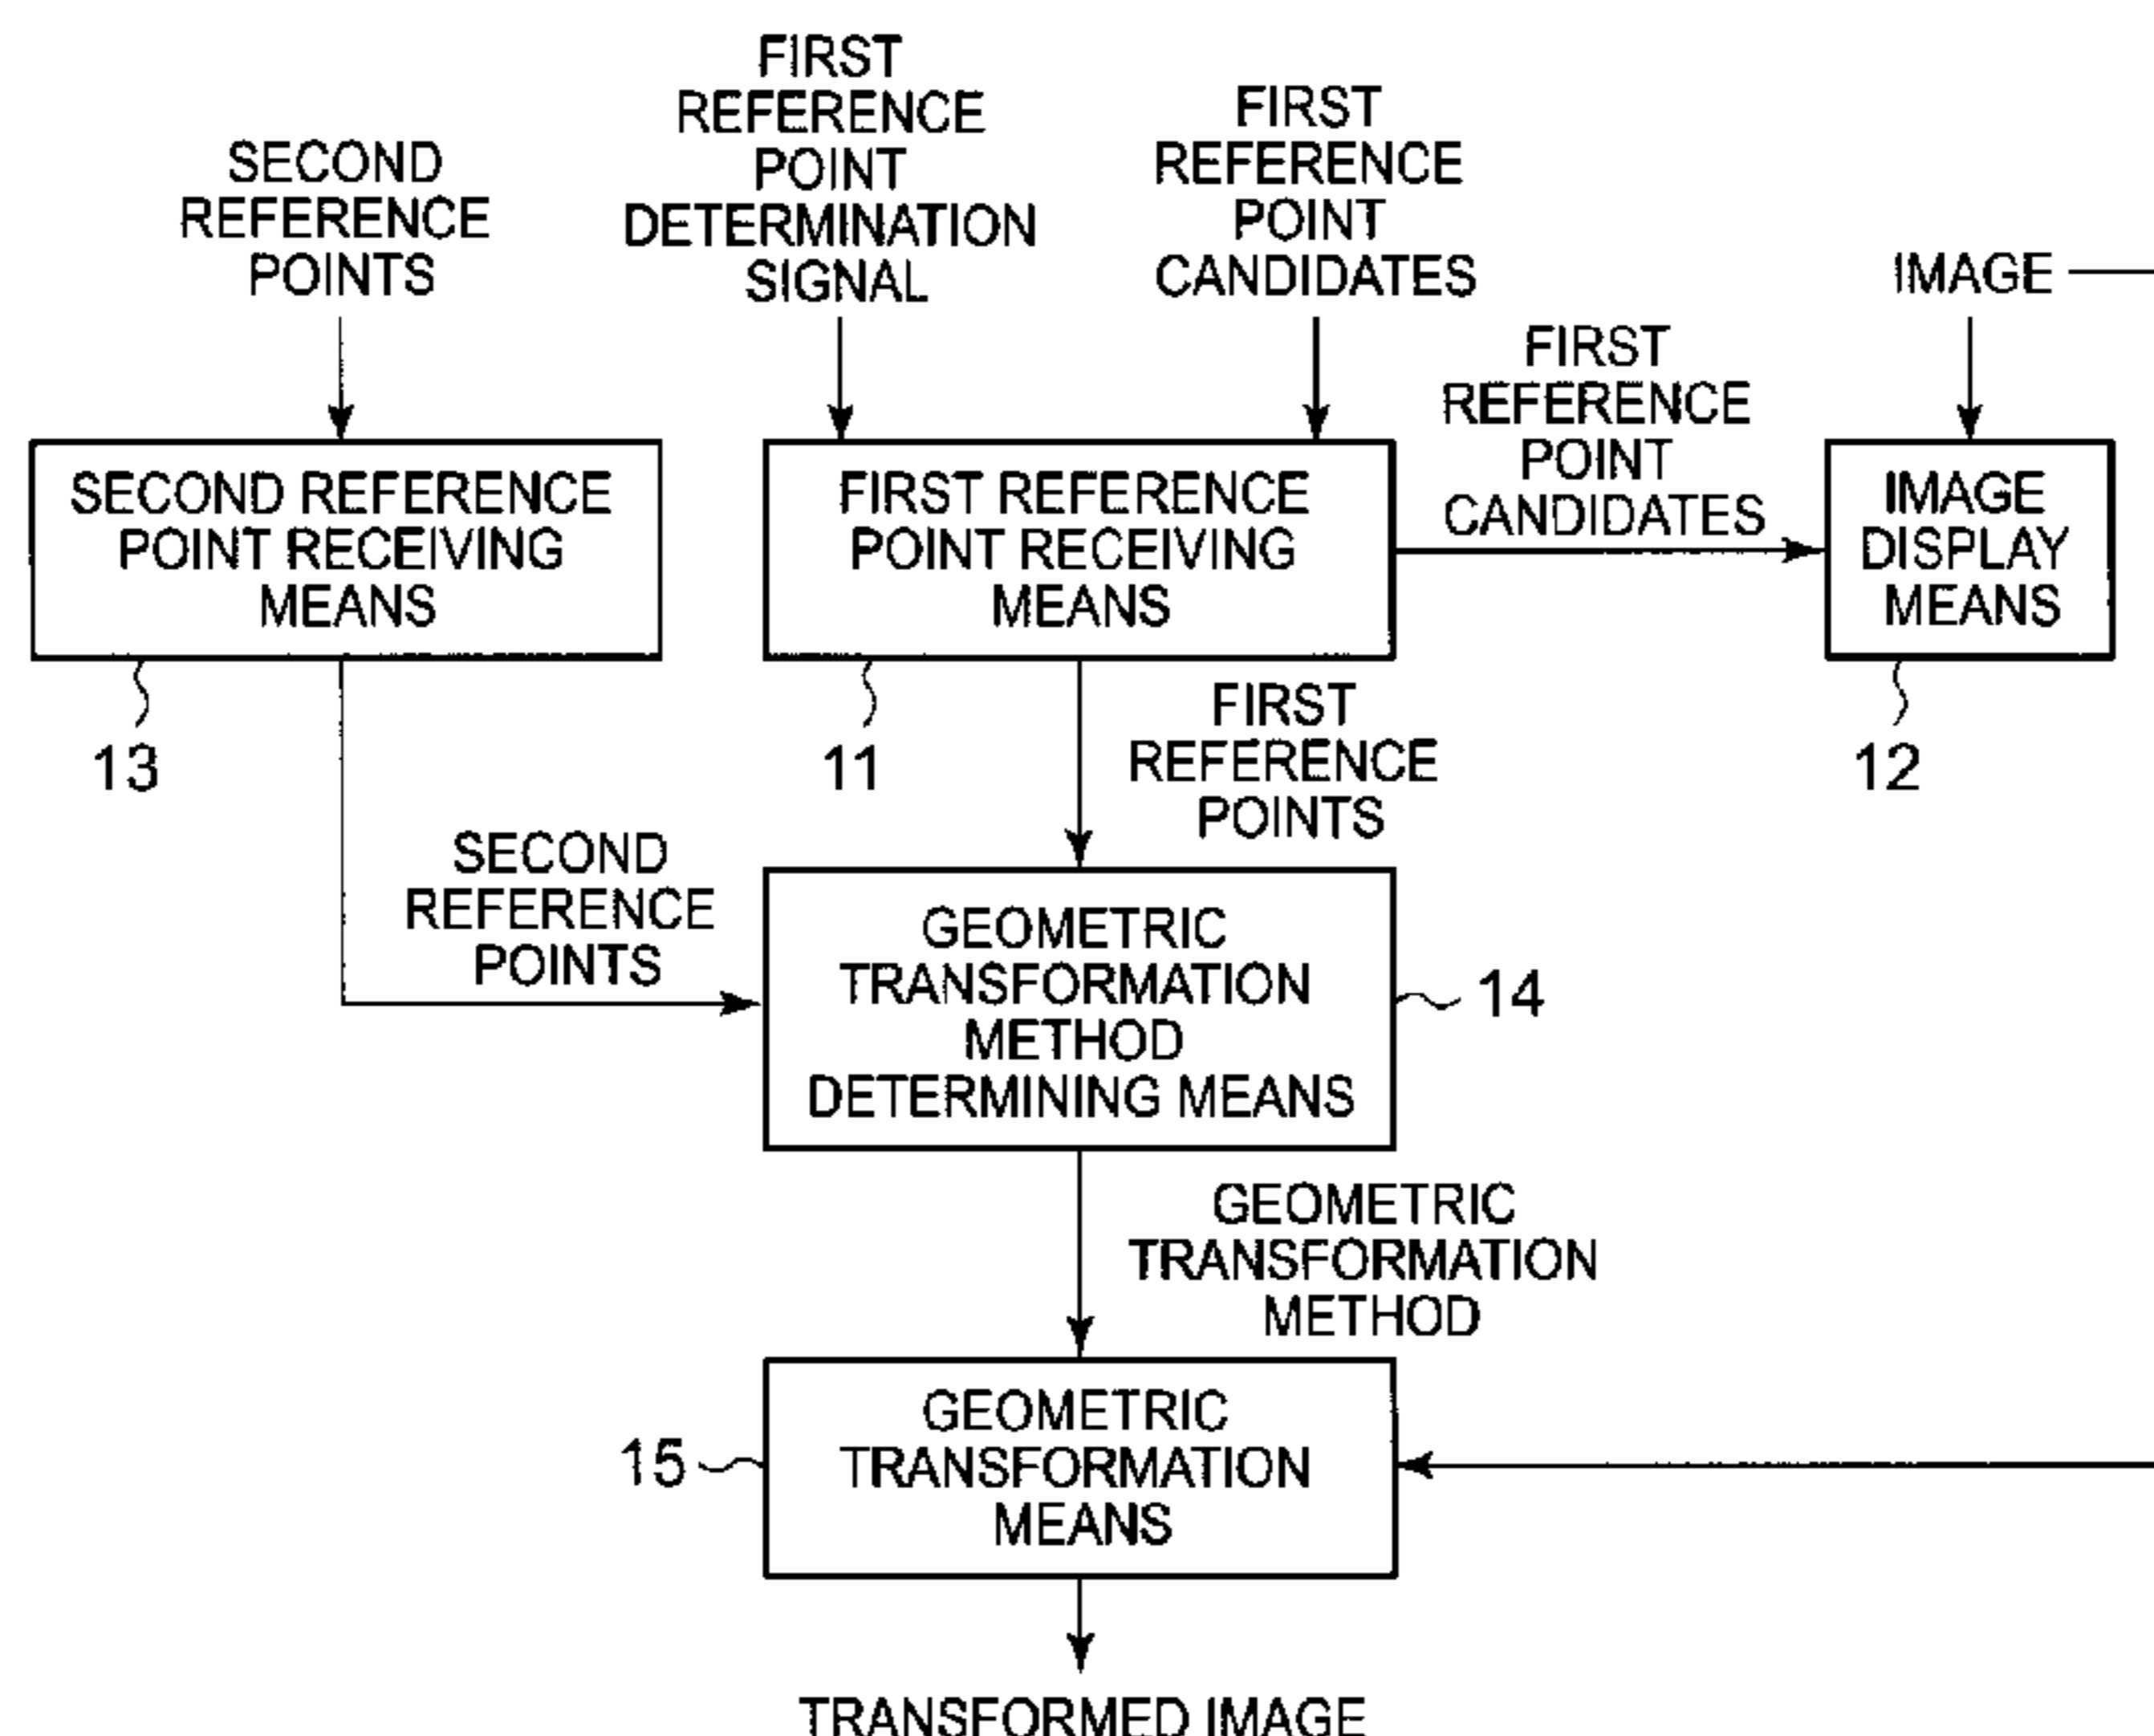 FIRST
REFERENCE
POINT
DETERMINATION
SIGNAL
FIRST
REFERENCE
POINT
CANDIDATES
SECOND
REFERENCE
POINTS
IMAGE
FIRST
REFERENCE
POINT
CANDIDATES
SECOND REFERENCE
POINT RECEIVING
MEANS
FIRST REFERENCE
POINT RECEIVING
MEANS
IMAGE
DISPLAY
MEANS
13
11
12
FIRST
REFERENCE
POINTS
SECOND
REFERENCE
POINTS
GEOMETRIC
TRANSFORMATION
METHOD
DETERMINING MEANS
14
GEOMETRIC
TRANSFORMATION
METHOD
GEOMETRIC
TRANSFORMATION
MEANS
15
TRANSFORMED IMAGE